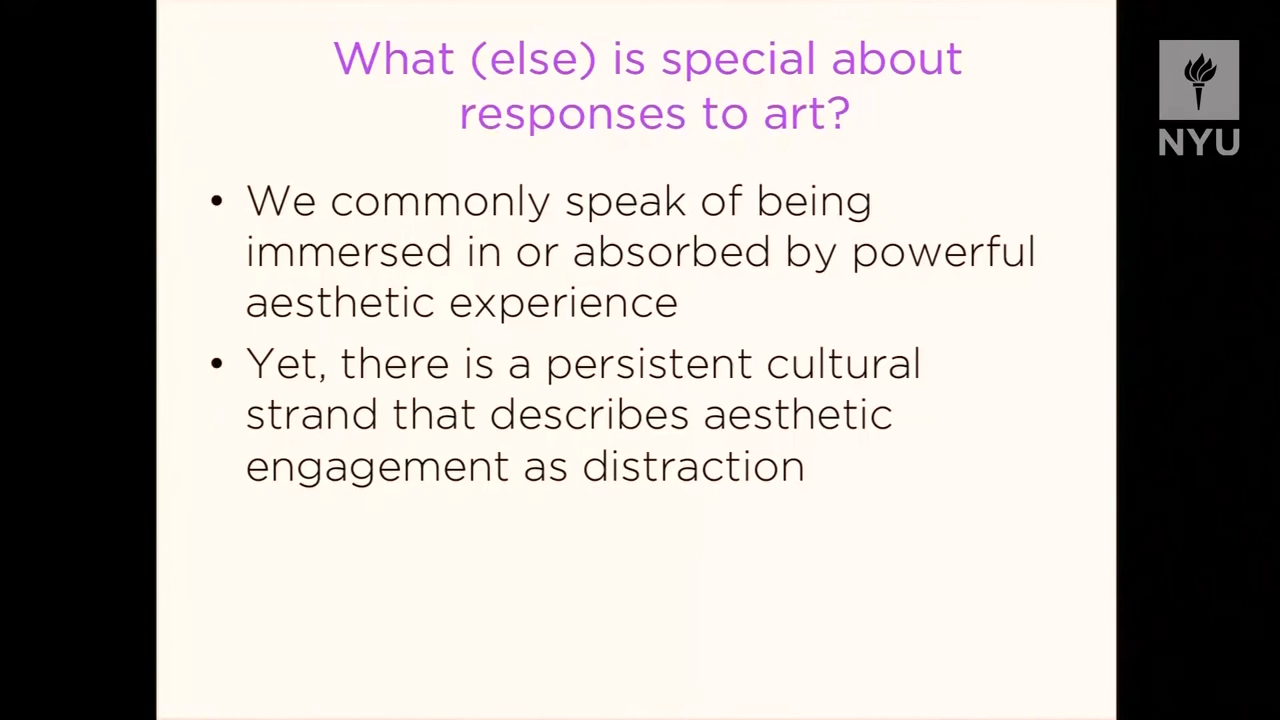 What (else) is special about
responses to art?
NYU
• We commonly speak of being
immersed in or absorbed by powerful
aesthetic experience
• Yet, there is a persistent cultural
strand that describes aesthetic
engagement as distraction